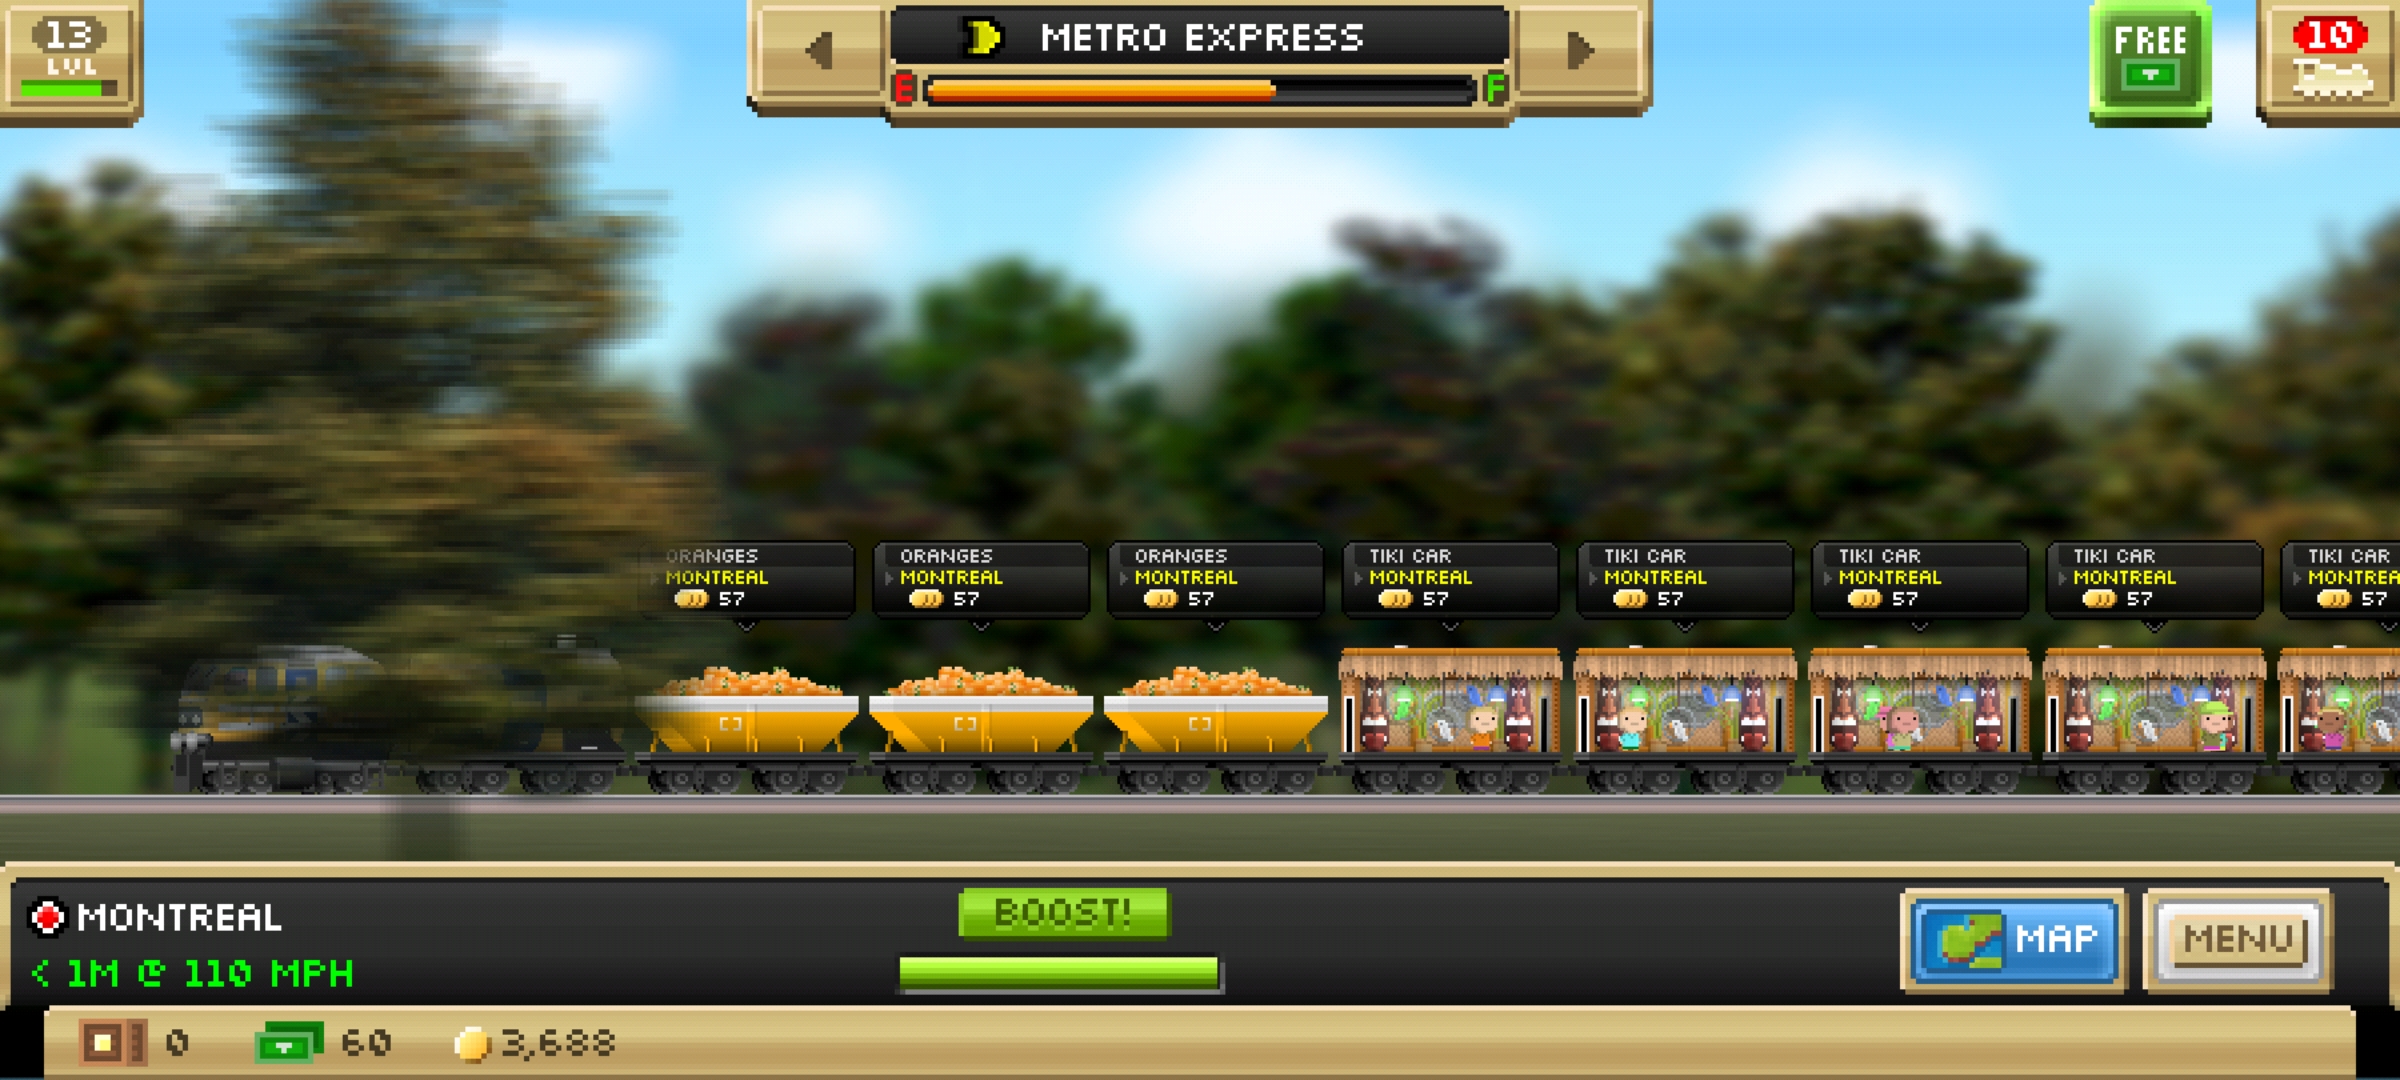 13
LVL
METRO EXPRESS
E F
FREE
10
ORANGES
MONTREAL
57
ORANGES
MONTREAL
57
ORANGES
MONTREAL
57
TIKI CAR
MONTREAL
57
TIKI CAR
MONTREAL
57
TIKI CAR
MONTREAL
57
TIKI CAR
MONTREAL
57
TIKI CAR
MONTREA
57
MONTREAL
< 1M @ 110 MPH
BOOST!
MAP
MENU
0 60 3,688